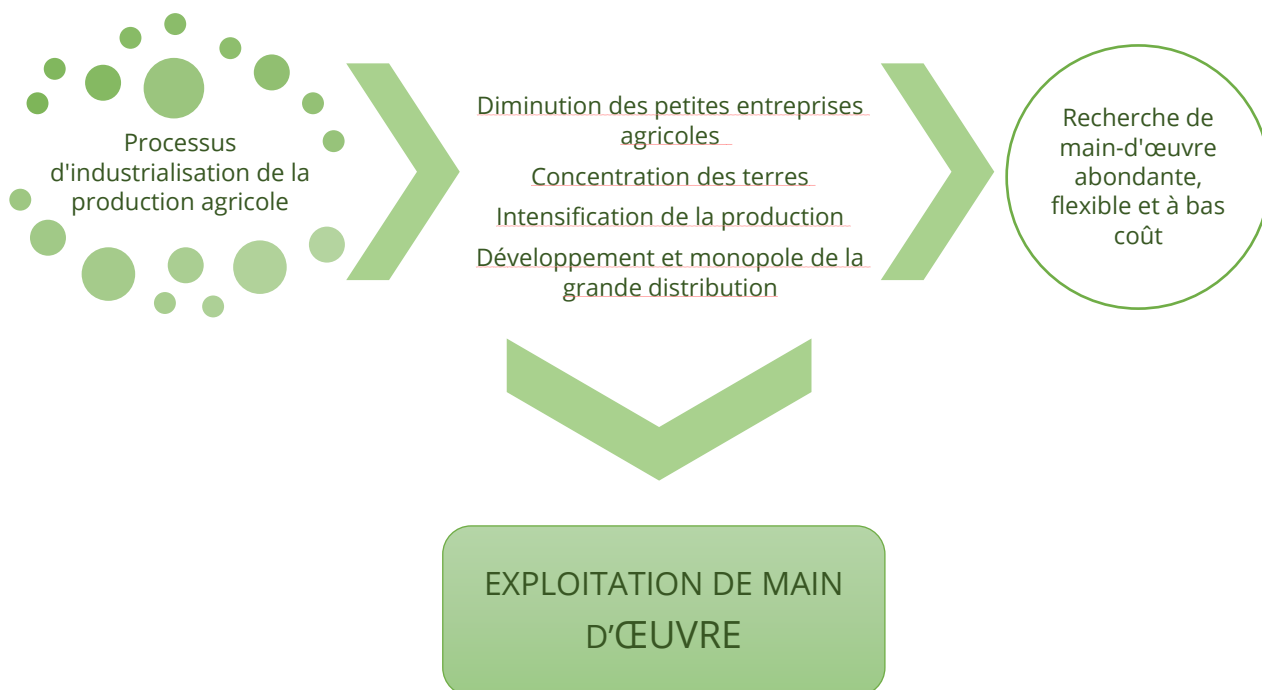 Processus
d'industrialisation de la
production agricole
Diminution des petites entreprises
agricoles
Concentration des terres
Intensification de la production
Développement et monopole de la
grande distribution
Recherche de
main-d'œuvre
abondante,
flexible et à bas
coût
EXPLOITATION DE MAIN
D’ŒUVRE